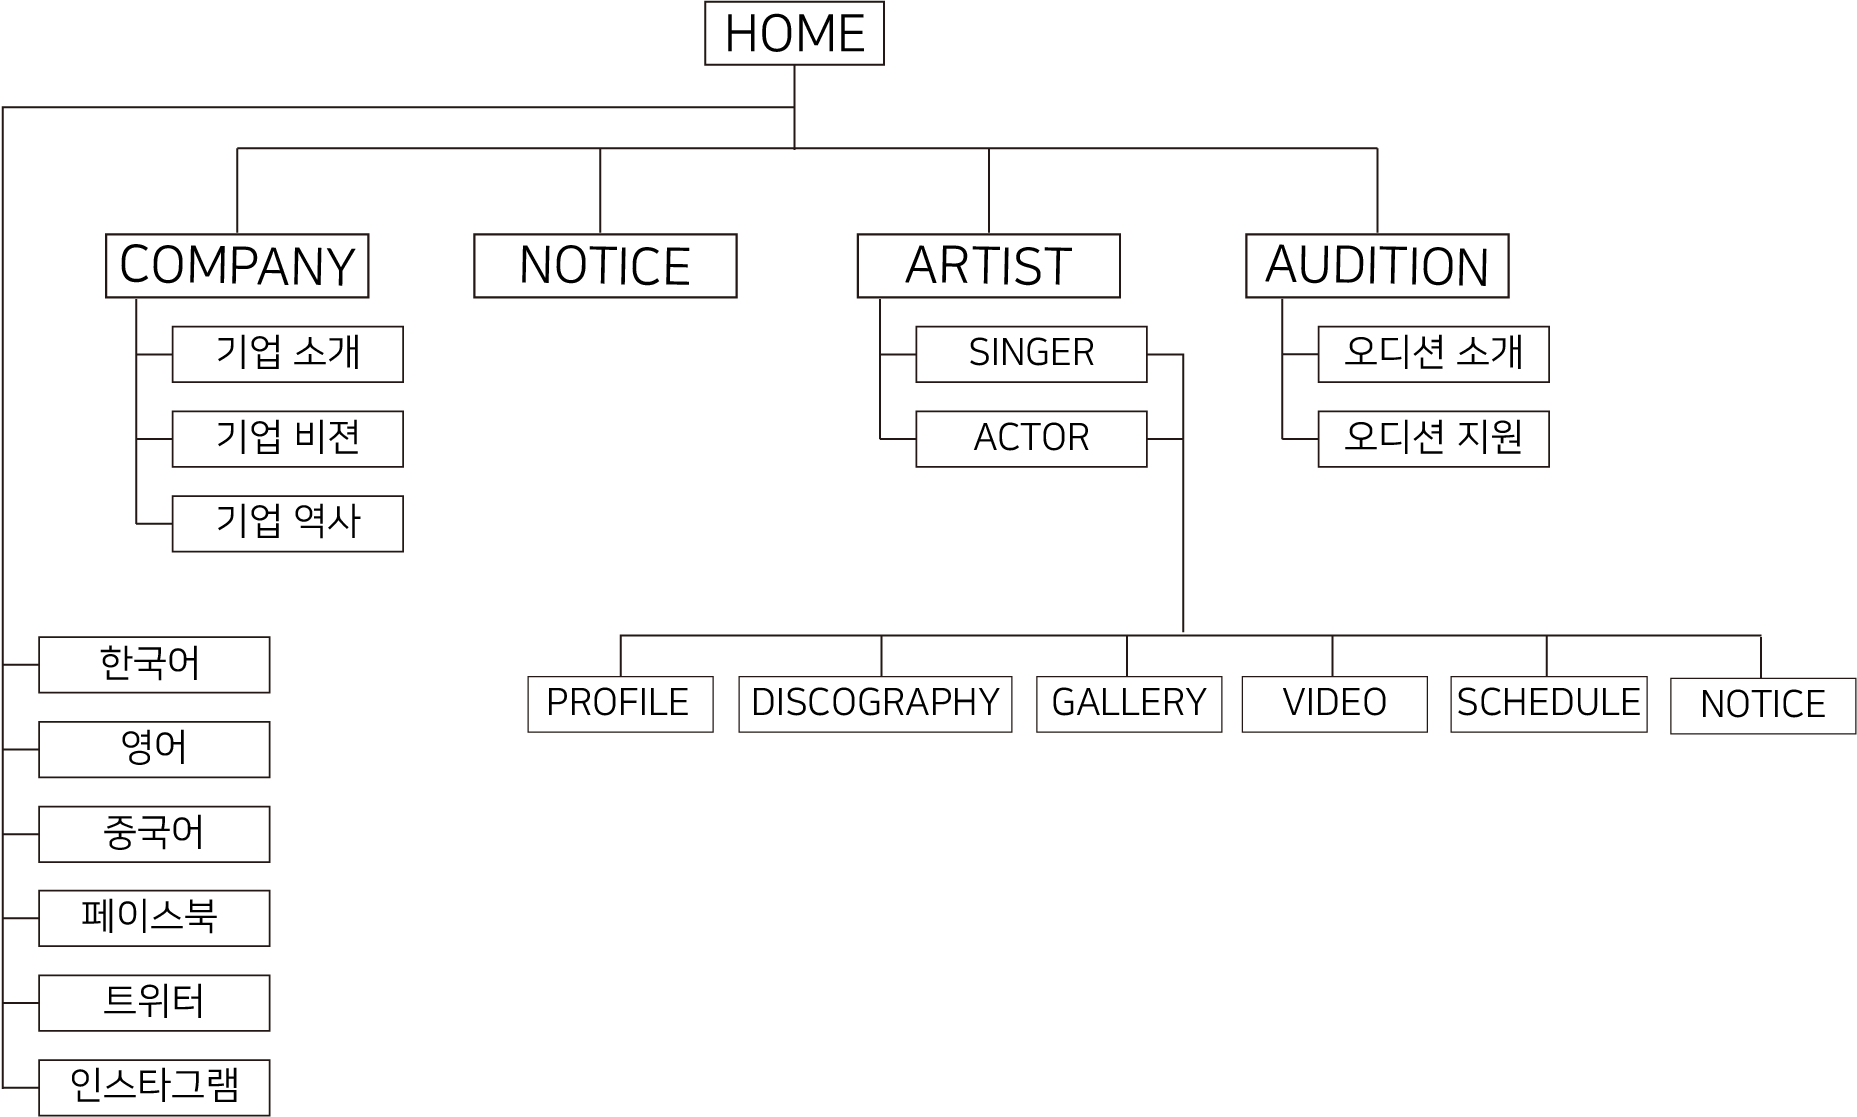 HOME
COMPANY
NOTICE
ARTIST
AUDITION
기업 소개
기업 비젼
기업 역사
SINGER
ACTOR
오디션 소개
오디션 지원
PROFILE
DISCOGRAPHY
GALLERY
VIDEO
SCHEDULE
NOTICE
한국어
영어
중국어
페이스북
트위터
인스타그램